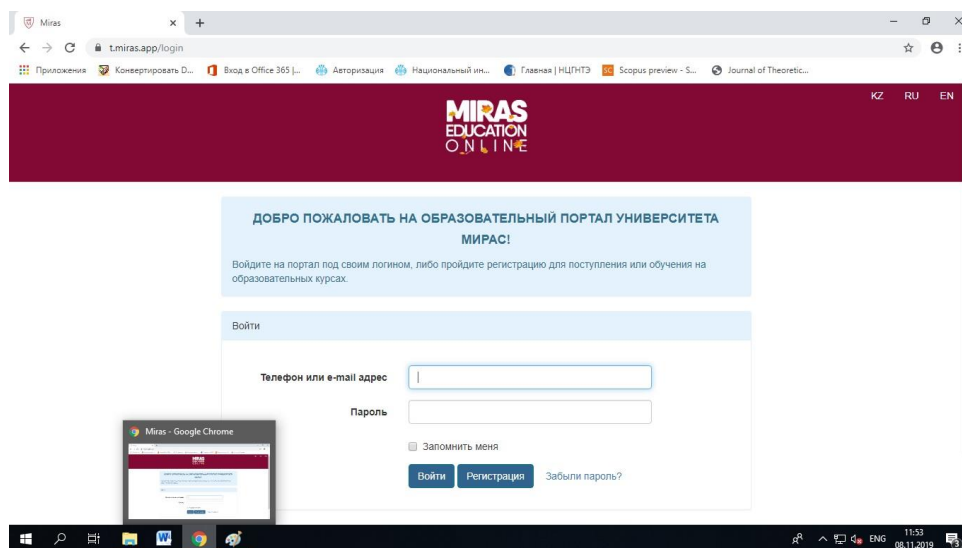 Miras
t.miras.app/login
Приложения Конвертировать D... Вход в Office 365 |... Авторизация Национальный ин... Главная | НЦГНТЭ Scopus preview - S... Journal of Theoretic...
KZ RU EN
MIRAS
EDUCATION
ONLINE
ДОБРО ПОЖАЛОВАТЬ НА ОБРАЗОВАТЕЛЬНЫЙ ПОРТАЛ УНИВЕРСИТЕТА
МИРАС!
Войдите на портал под своим логином, либо пройдите регистрацию для поступления или обучения на
образовательных курсах.
Войти
Телефон или e-mail адрес
Пароль
Запомнить меня
Войти Регистрация Забыли пароль?
Miras - Google Chrome
ENG
11:53
08.11.2019